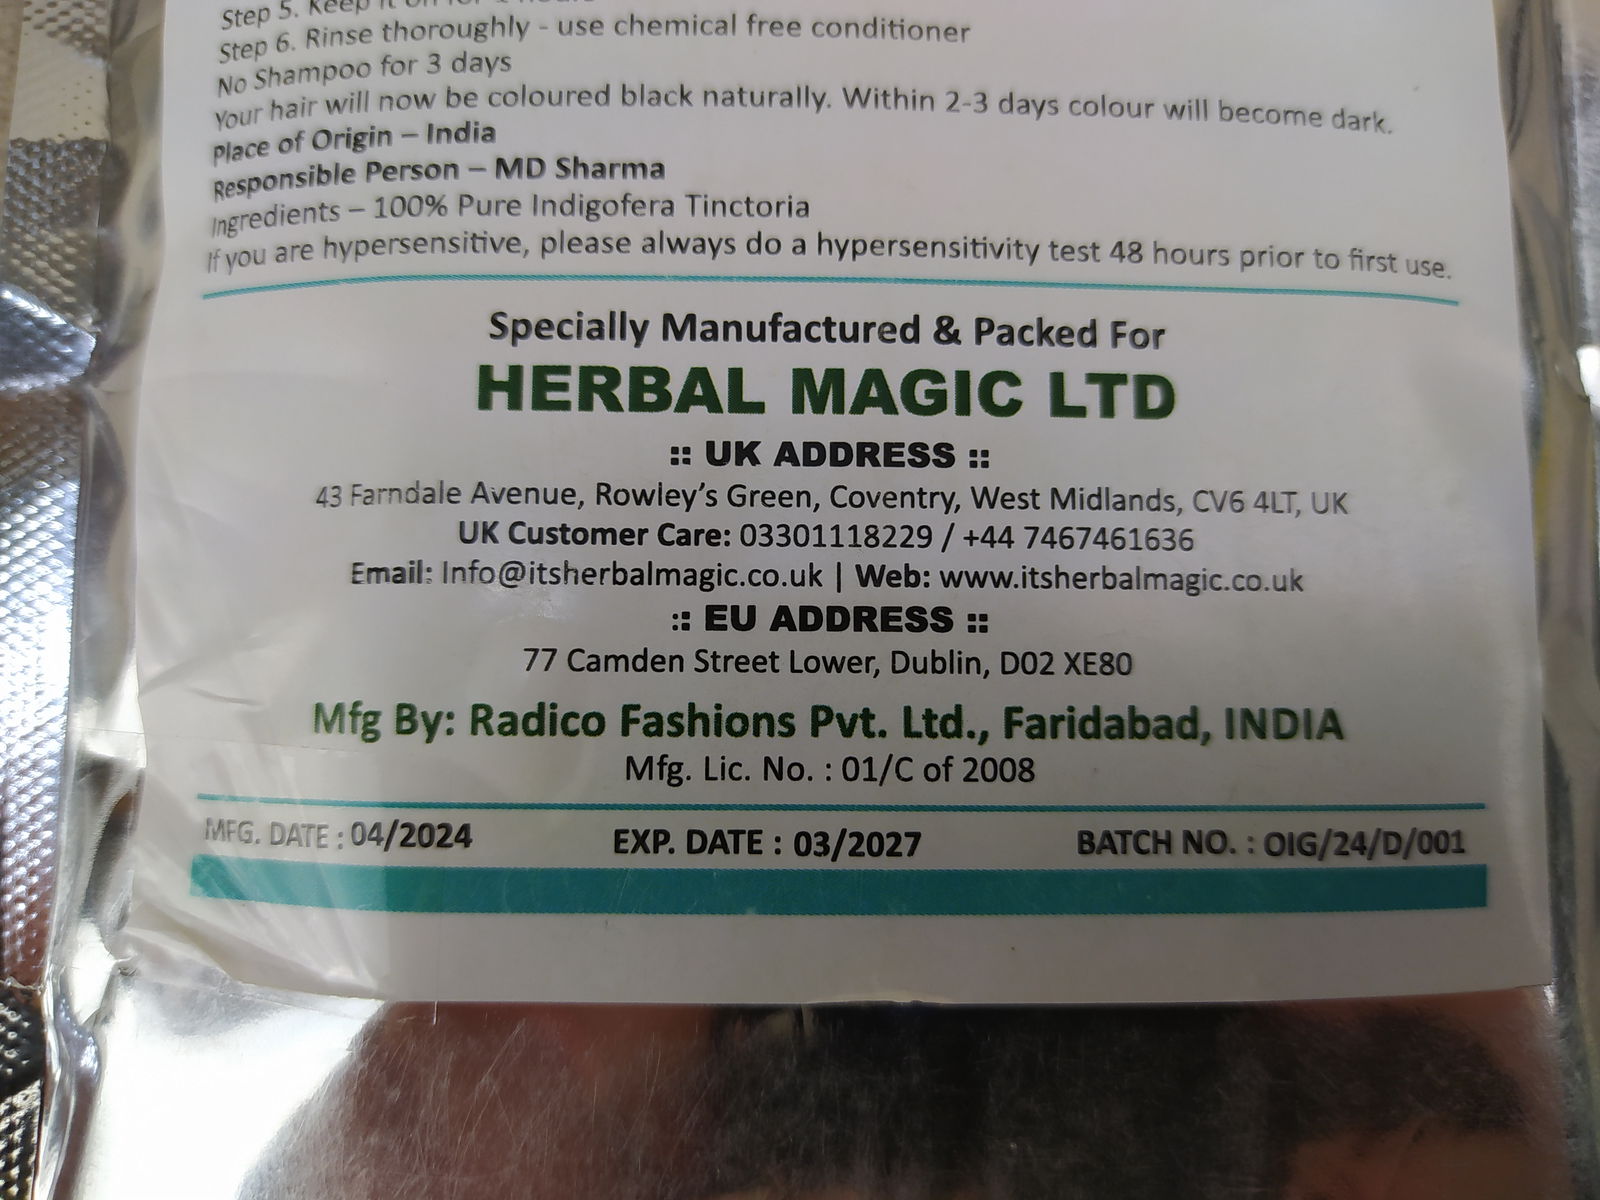 Step 5. Keep it on for
Step 6. Rinse thoroughly - use chemical free conditioner
No Shampoo for 3 days
Your hair will now be coloured black naturally. Within 2-3 days colour will become dark.
Place of Origin – India
Responsible Person – MD Sharma
Ingredients – 100% Pure Indigofera Tinctoria
If you are hypersensitive, please always do a hypersensitivity test 48 hours prior to first use.
Specially Manufactured & Packed For
HERBAL MAGIC LTD
:: UK ADDRESS ::
43 Farndale Avenue, Rowley's Green, Coventry, West Midlands, CV6 4LT, UK
UK Customer Care: 03301118229 / +44 7467461636
Email: Info@itsherbalmagic.co.uk | Web: www.itsherbalmagic.co.uk
:: EU ADDRESS ::
77 Camden Street Lower, Dublin, D02 XE80
Mfg By: Radico Fashions Pvt. Ltd., Faridabad, INDIA
Mfg. Lic. No. : 01/C of 2008
MFG. DATE : 04/2024 EXP. DATE : 03/2027 BATCH NO. : OIG/24/D/001